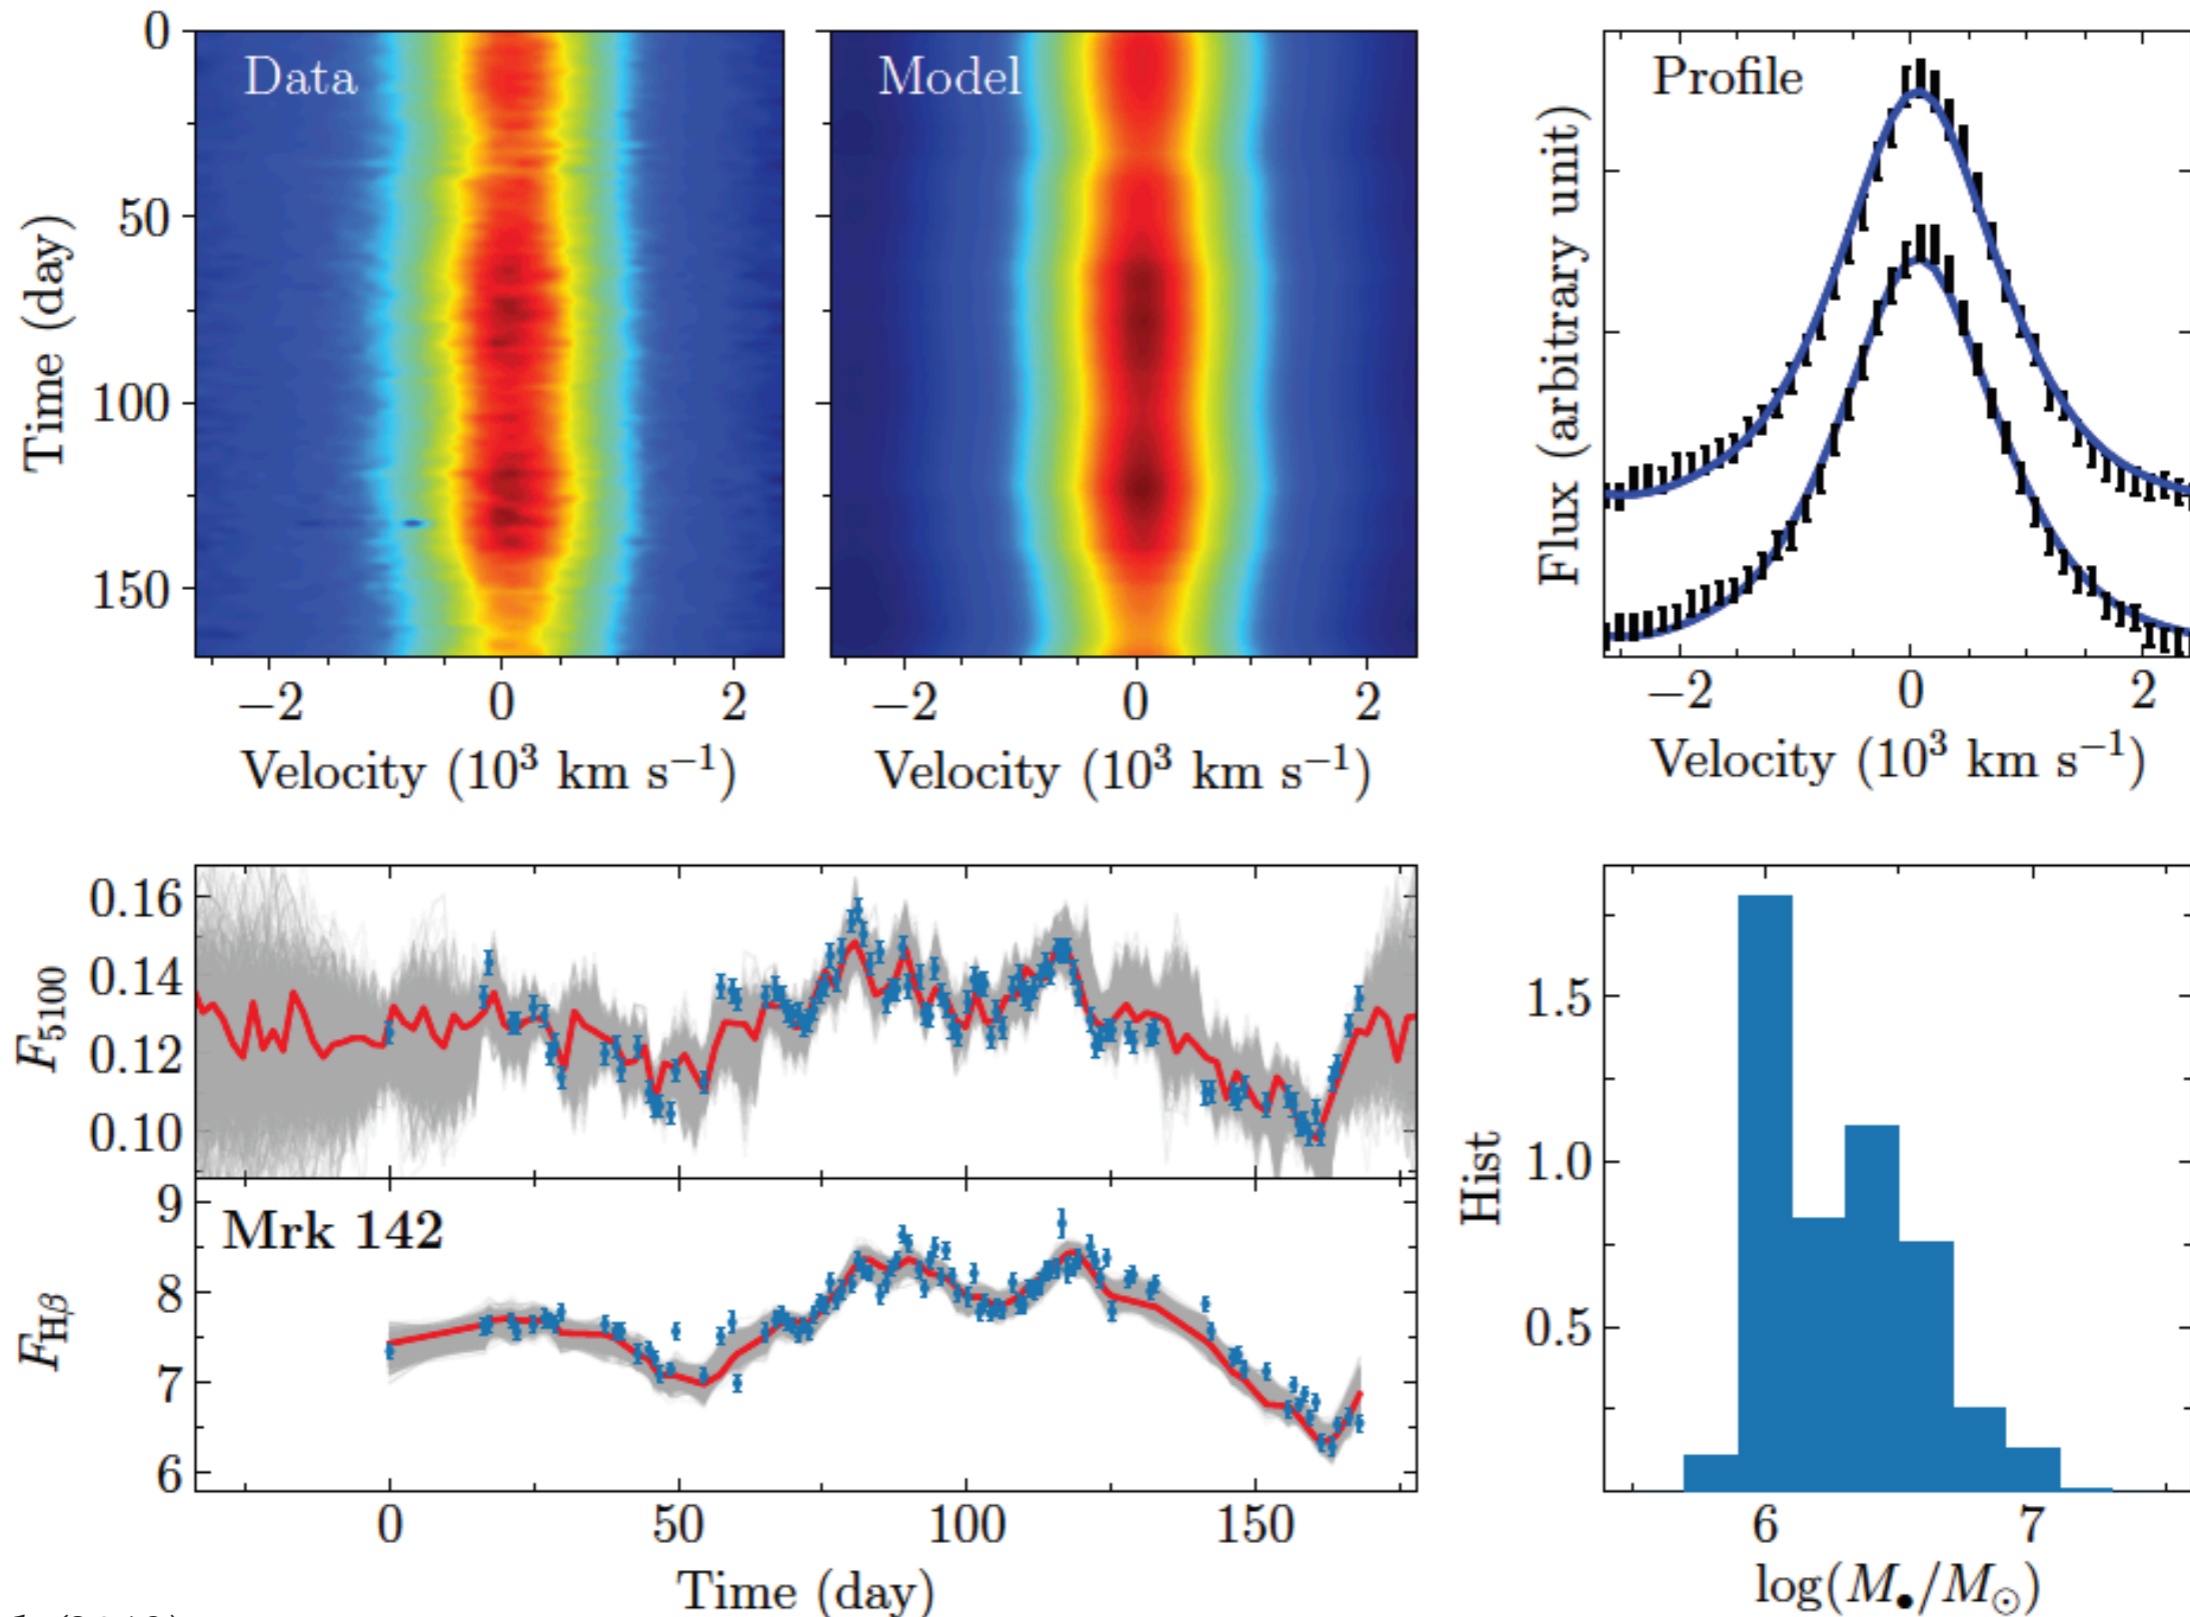 Data
Model
Profile
0
50
100
150
Time (day)
−2 0 2
Velocity (10³ km s⁻¹)
−2 0 2
Velocity (10³ km s⁻¹)
Flux (arbitrary unit)
−2 0 2
Velocity (10³ km s⁻¹)
0.16
0.14
0.12
0.10
F5100
Mrk 142
9
8
7
6
FHβ
0 50 100 150
Time (day)
1.5
1.0
0.5
Hist
6 7
log(M●/M⊙)